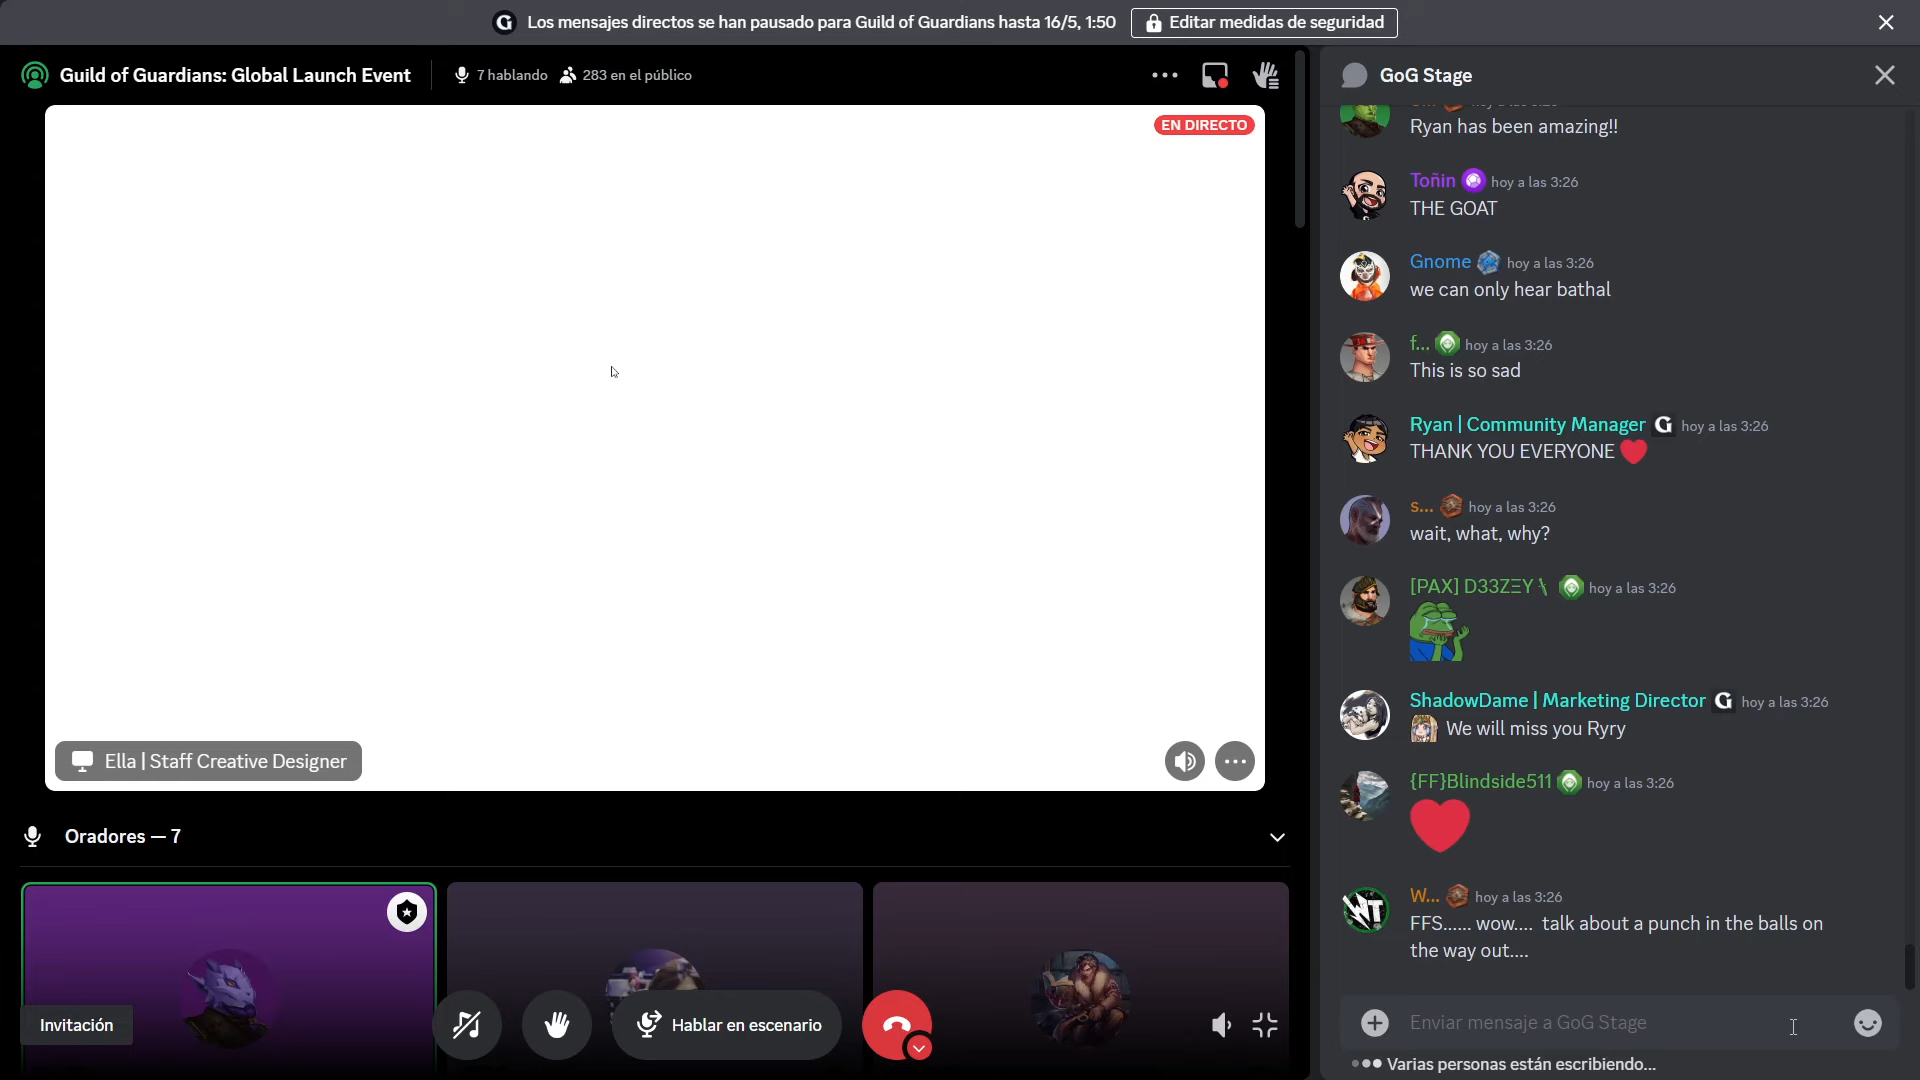 Los mensajes directos se han pausado para Guild of Guardians hasta 16/5, 1:50
Editar medidas de seguridad
Guild of Guardians: Global Launch Event
7 hablando
283 en el público
EN DIRECTO
Ella | Staff Creative Designer
Oradores — 7
Invitación
Hablar en escenario
GoG Stage
Ryan has been amazing!!
Toñin hoy a las 3:26
THE GOAT
Gnome hoy a las 3:26
we can only hear bathal
f... hoy a las 3:26
This is so sad
Ryan | Community Manager G hoy a las 3:26
THANK YOU EVERYONE
s... hoy a las 3:26
wait, what, why?
[PAX] D33ZΞY \ hoy a las 3:26
ShadowDame | Marketing Director G hoy a las 3:26
We will miss you Ryry
{FF}Blindside511 hoy a las 3:26
WT
W... hoy a las 3:26
FFS...... wow.... talk about a punch in the balls on
the way out....
Enviar mensaje a GoG Stage
Varias personas están escribiendo...